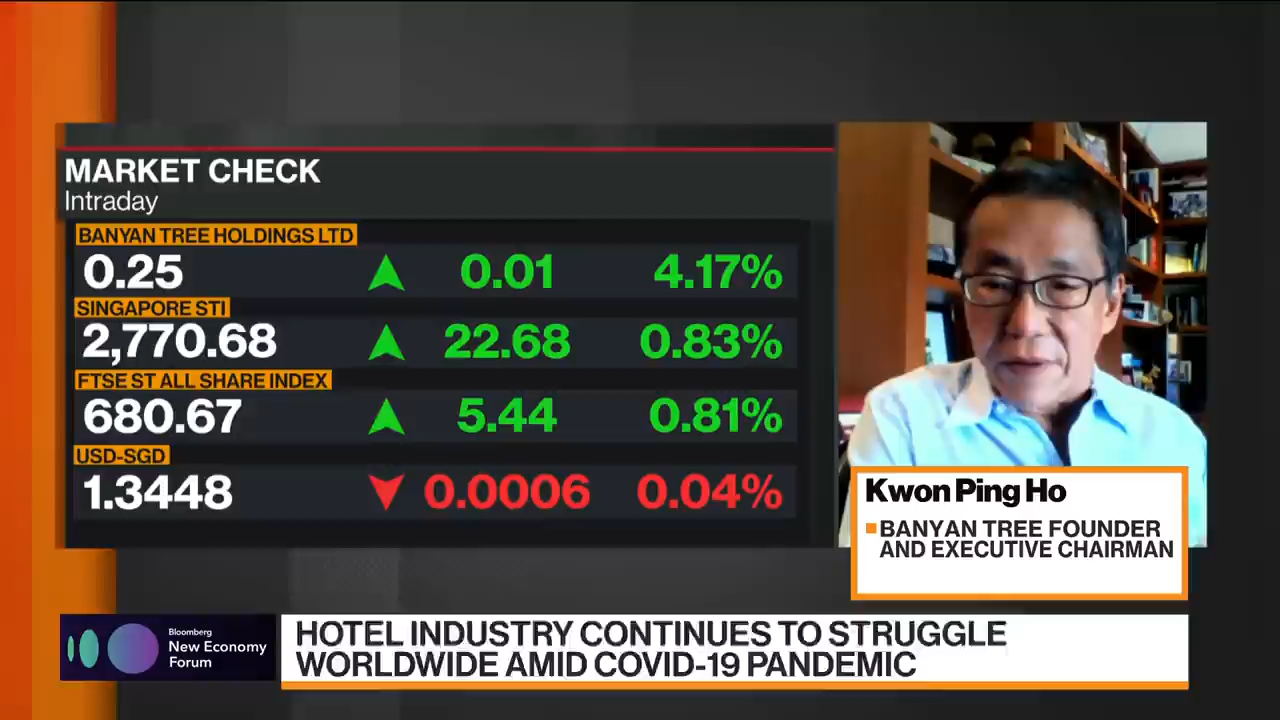 MARKET CHECK
Intraday
BANYAN TREE HOLDINGS LTD
0.25 ▲ 0.01 4.17%
SINGAPORE STI
2,770.68 ▲ 22.68 0.83%
FTSE ST ALL SHARE INDEX
680.67 ▲ 5.44 0.81%
USD-SGD
1.3448 ▼ 0.0006 0.04%
Kwon Ping Ho
BANYAN TREE FOUNDER
AND EXECUTIVE CHAIRMAN
Bloomberg
New Economy
Forum
HOTEL INDUSTRY CONTINUES TO STRUGGLE
WORLDWIDE AMID COVID-19 PANDEMIC